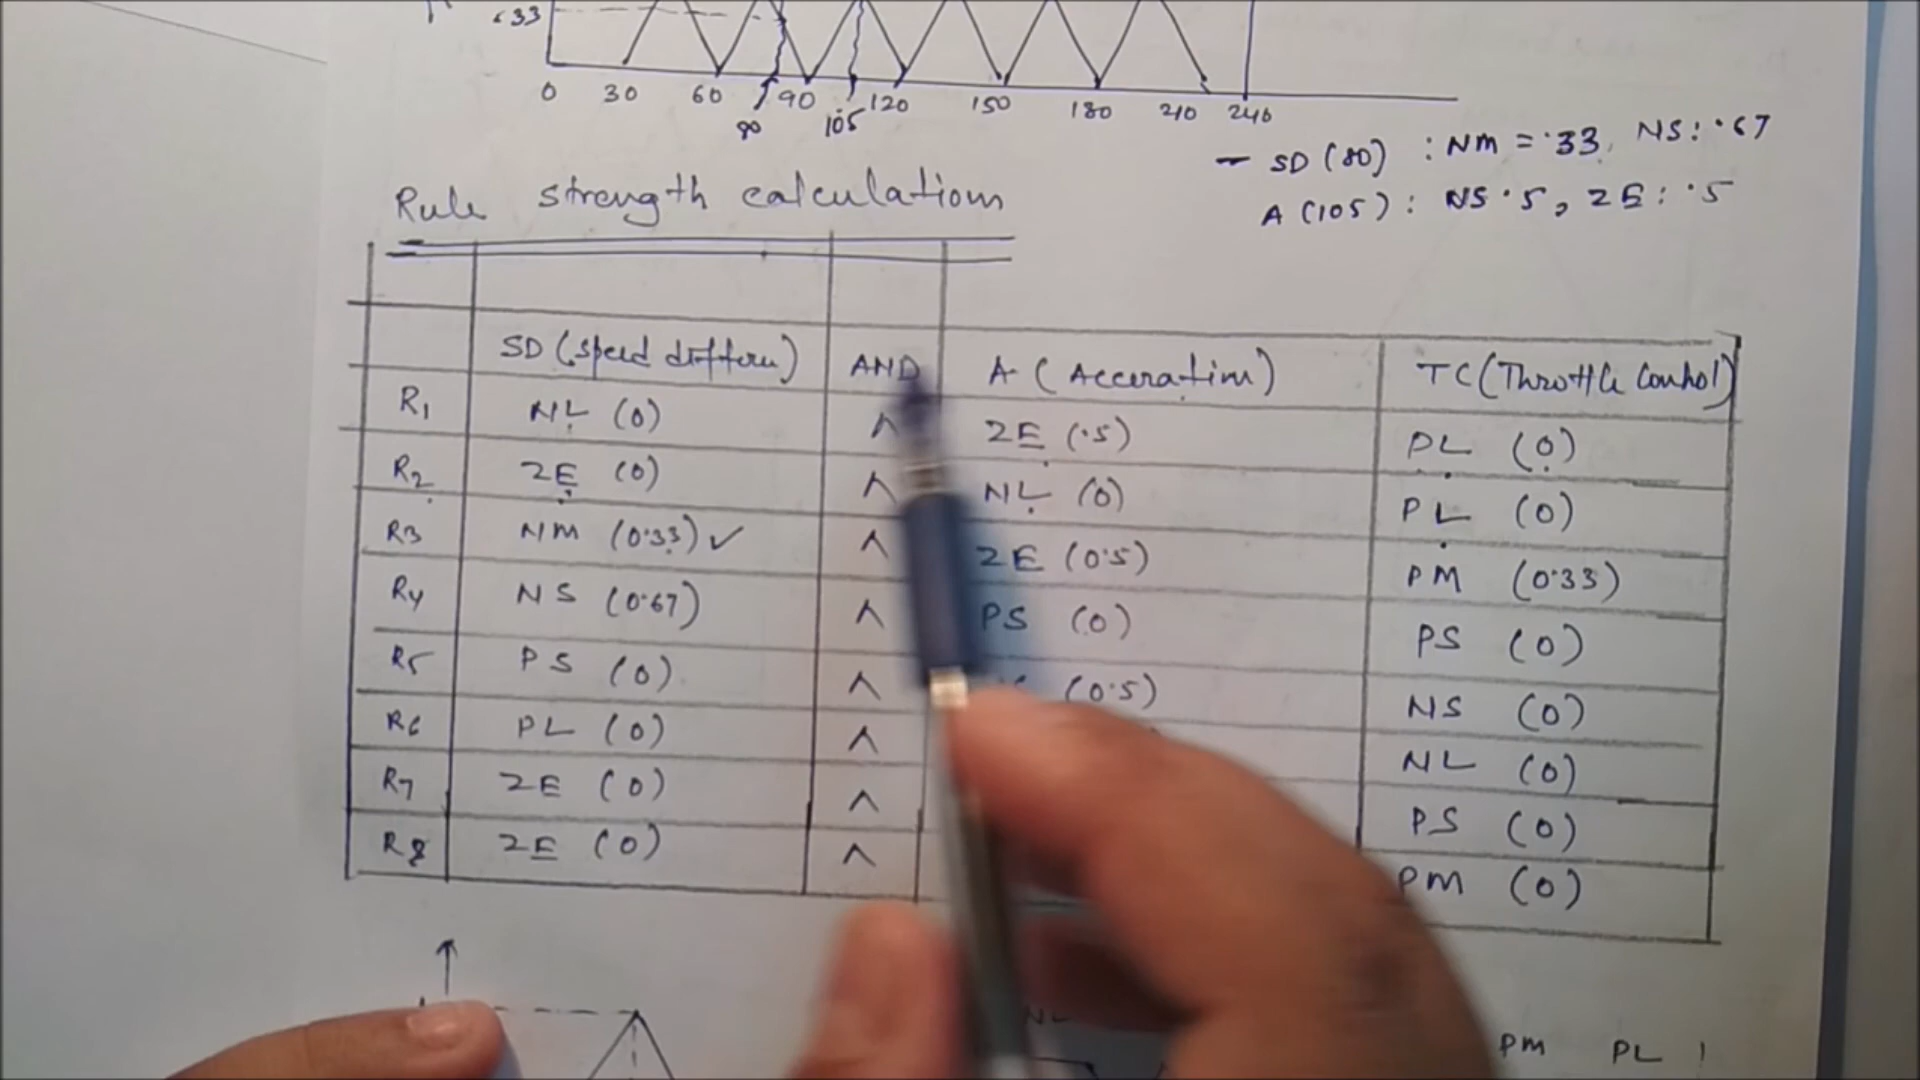 .33
0 30 60 90 120 150 180 210 240
80 105
SD (80) : NM = .33, NS: .67
A (105) : NS .5, ZE : .5
Rule strength calculations
SD (speed differn) AND A (Acceration) TC (Throttle Control)
R1 NL (0) ∧ ZE (.5) PL (0)
R2 ZE (0) ∧ NL (0) PL (0)
R3 NM (0.33) ✓ ∧ ZE (0.5) PM (0.33)
R4 NS (0.67) ∧ PS (0) PS (0)
R5 PS (0) ∧ (0.5) NS (0)
R6 PL (0) ∧ NL (0)
R7 ZE (0) ∧ PS (0)
R8 ZE (0) ∧ PM (0)
PM PL